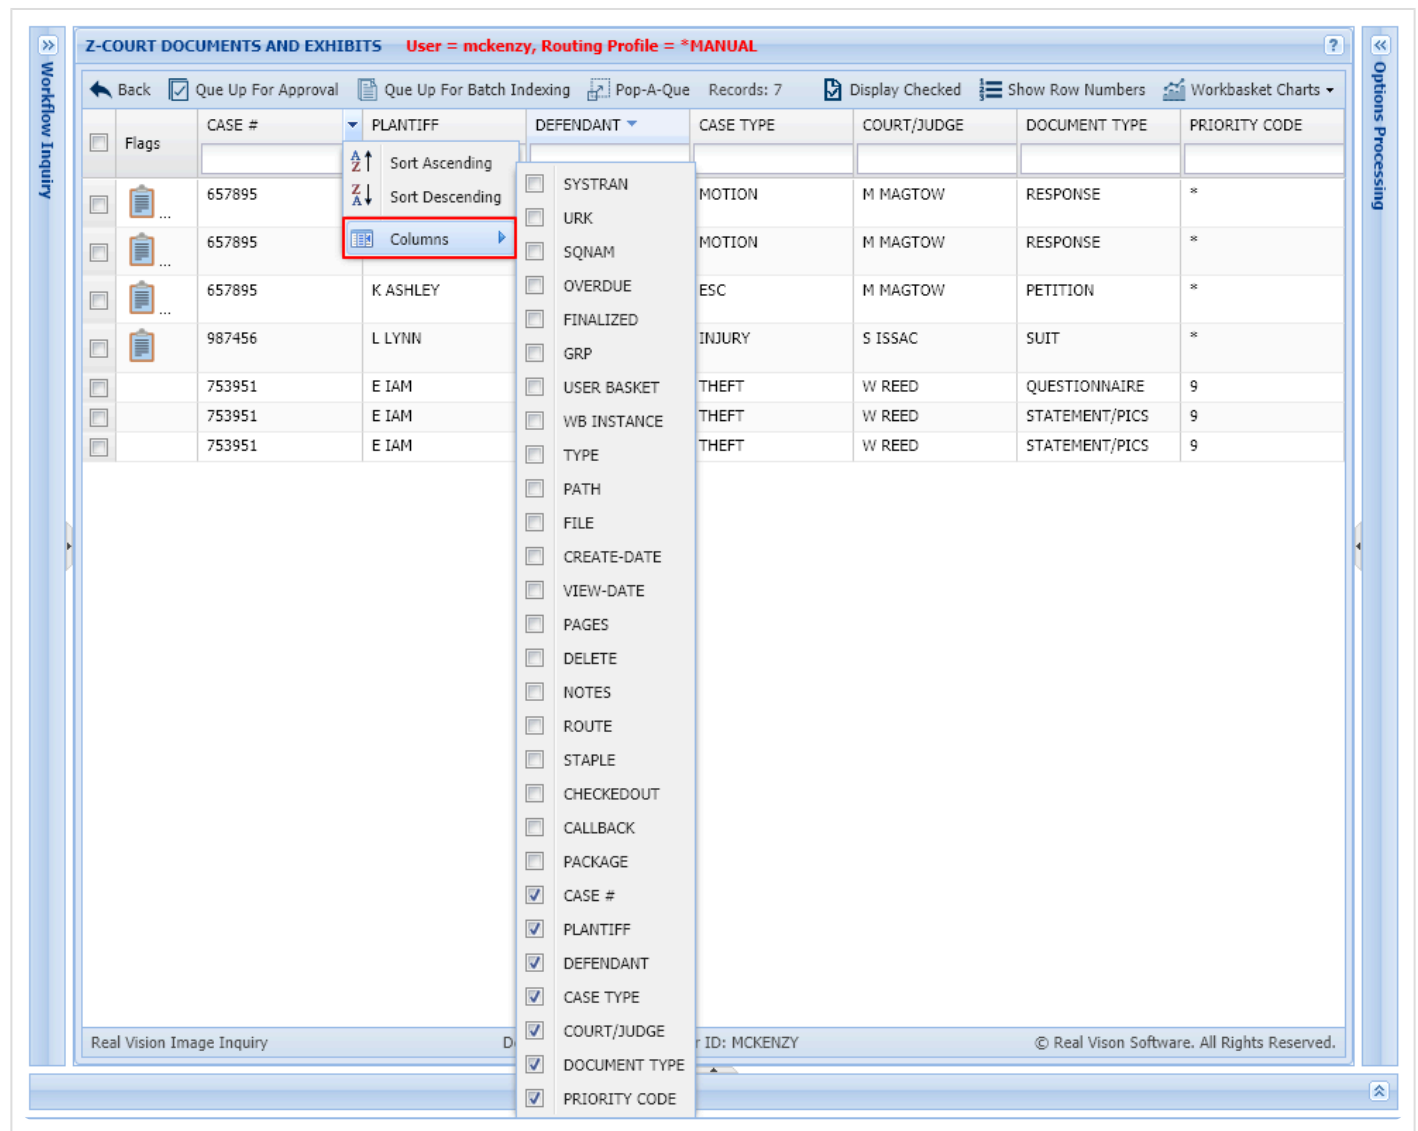 Workflow Inquiry
Z-COURT DOCUMENTS AND EXHIBITS User = mckenzy, Routing Profile = *MANUAL
Options Processing
Back Que Up For Approval Que Up For Batch Indexing Pop-A-Que Records: 7 Display Checked Show Row Numbers Workbasket Charts
Flags CASE # PLANTIFF DEFENDANT CASE TYPE COURT/JUDGE DOCUMENT TYPE PRIORITY CODE
Sort Ascending
Sort Descending
Columns
657895 MOTION M MAGTOW RESPONSE *
...
657895 MOTION M MAGTOW RESPONSE *
...
657895 K ASHLEY ESC M MAGTOW PETITION *
...
987456 L LYNN INJURY S ISSAC SUIT *
753951 E IAM THEFT W REED QUESTIONNAIRE 9
753951 E IAM THEFT W REED STATEMENT/PICS 9
753951 E IAM THEFT W REED STATEMENT/PICS 9
SYSTRAN
URK
SQNAM
OVERDUE
FINALIZED
GRP
USER BASKET
WB INSTANCE
TYPE
PATH
FILE
CREATE-DATE
VIEW-DATE
PAGES
DELETE
NOTES
ROUTE
STAPLE
CHECKEDOUT
CALLBACK
PACKAGE
CASE #
PLANTIFF
DEFENDANT
CASE TYPE
COURT/JUDGE
DOCUMENT TYPE
PRIORITY CODE
Real Vision Image Inquiry ID: MCKENZY © Real Vison Software. All Rights Reserved.